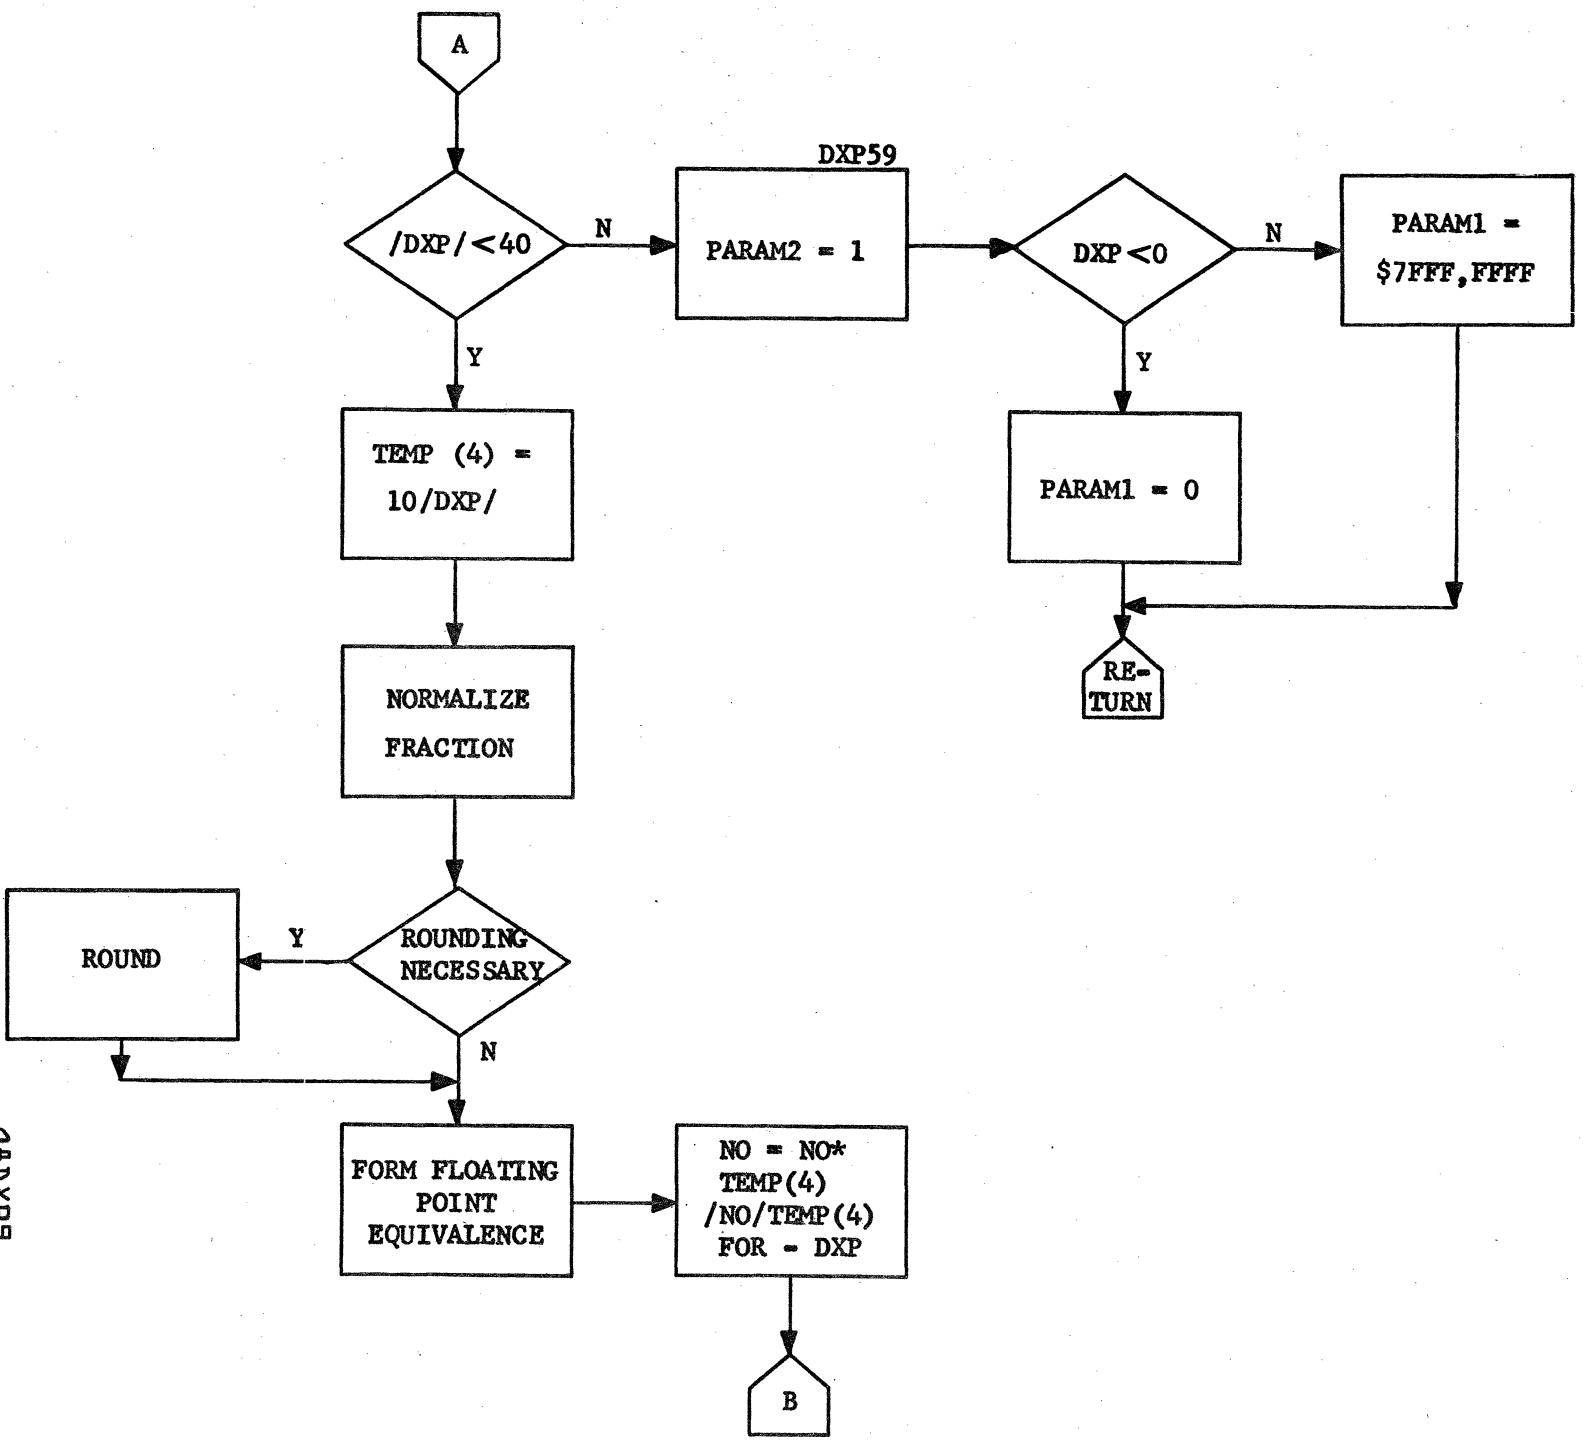 A
/DXP/<40
N
Y
DXP59
PARAM2 = 1
DXP<0
N
Y
PARAM1 =
$7FFF,FFFF
PARAM1 = 0
RE-
TURN
TEMP (4) =
10/DXP/
NORMALIZE
FRACTION
ROUNDING
NECESSARY
Y
N
ROUND
FORM FLOATING
POINT
EQUIVALENCE
NO = NO*
TEMP(4)
/NO/TEMP(4)
FOR - DXP
B